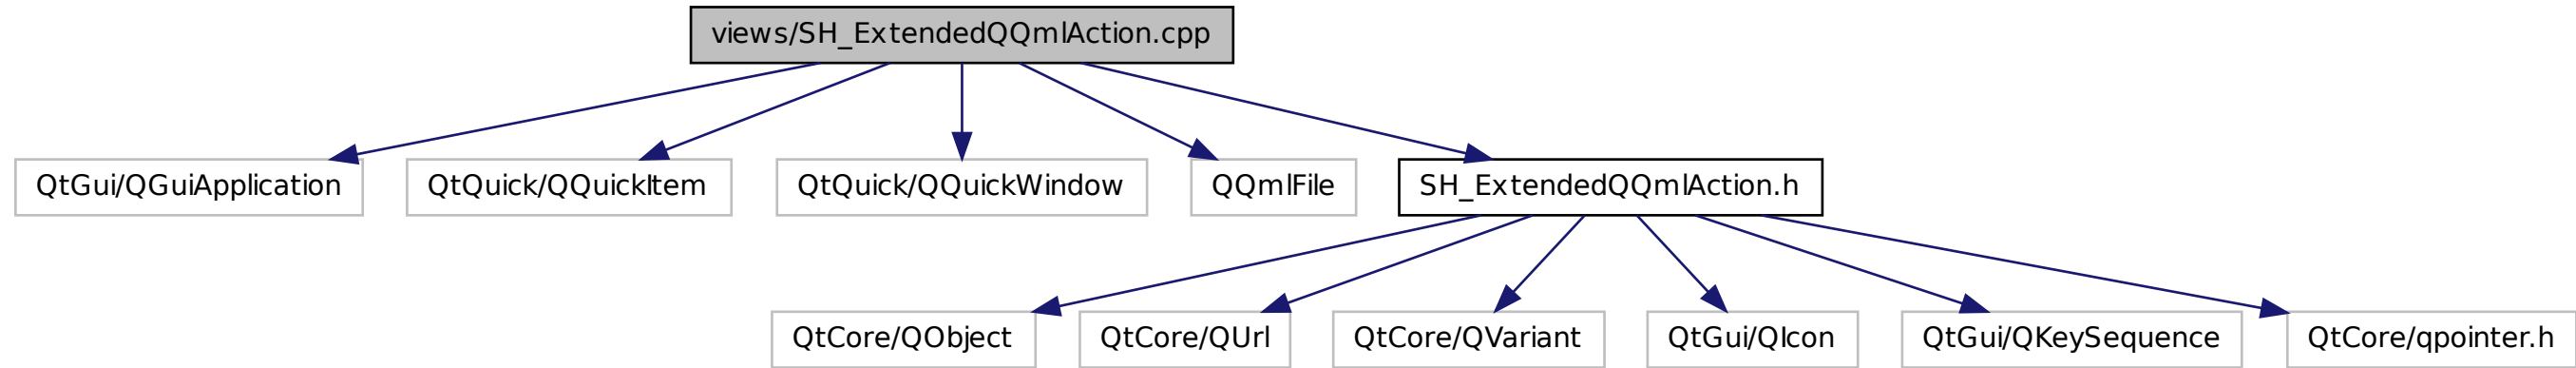 views/SH_ExtendedQQmlAction.cpp
QtGui/QGuiApplication
QtQuick/QQuickItem
QtQuick/QQuickWindow
QQmlFile
SH_ExtendedQQmlAction.h
QtCore/QObject
QtCore/QUrl
QtCore/QVariant
QtGui/QIcon
QtGui/QKeySequence
QtCore/qpointer.h